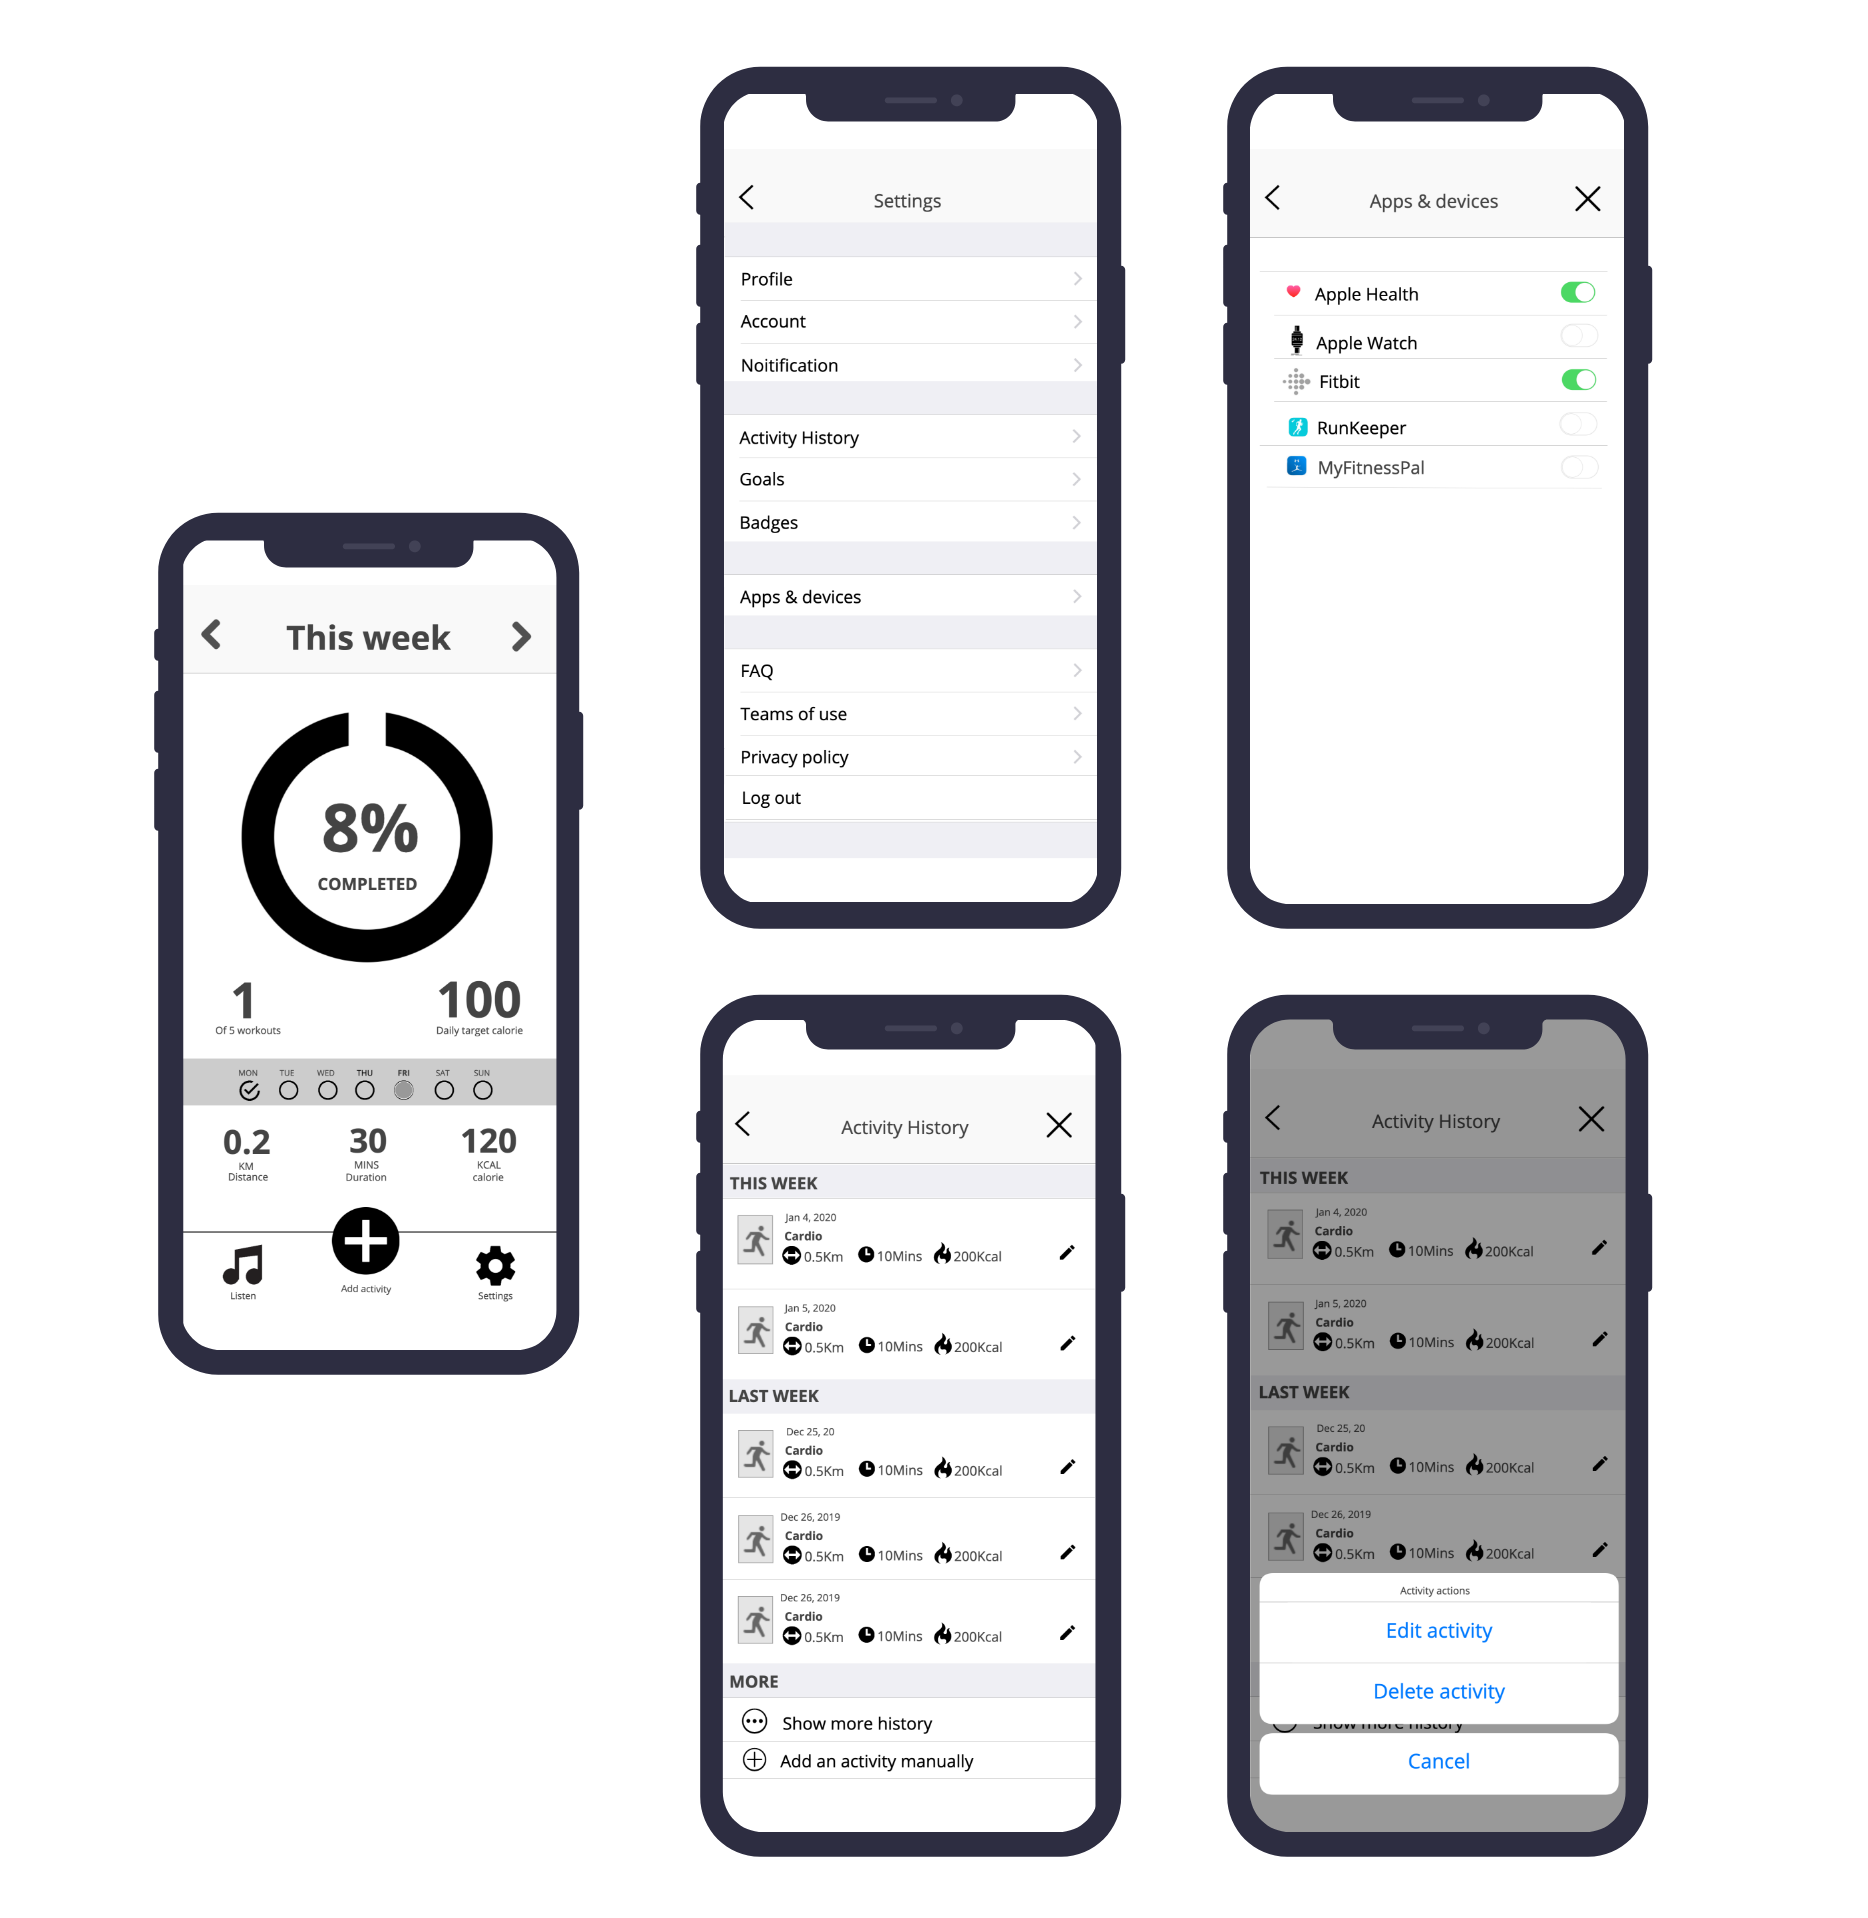 This week
8%
COMPLETED
1
Of 5 workouts
100
Daily target calorie
MON TUE WED THU FRI SAT SUN
0.2
KM
Distance
30
MINS
Duration
120
KCAL
calorie
Listen
Add activity
Settings
Settings
Profile
Account
Noitification
Activity History
Goals
Badges
Apps & devices
FAQ
Teams of use
Privacy policy
Log out
Apps & devices
Apple Health
Apple Watch
Fitbit
RunKeeper
MyFitnessPal
Activity History
THIS WEEK
Jan 4, 2020
Cardio
0.5Km 10Mins 200Kcal
Jan 5, 2020
Cardio
0.5Km 10Mins 200Kcal
LAST WEEK
Dec 25, 20
Cardio
0.5Km 10Mins 200Kcal
Dec 26, 2019
Cardio
0.5Km 10Mins 200Kcal
Dec 26, 2019
Cardio
0.5Km 10Mins 200Kcal
MORE
Show more history
Add an activity manually
Activity History
THIS WEEK
Jan 4, 2020
Cardio
0.5Km 10Mins 200Kcal
Jan 5, 2020
Cardio
0.5Km 10Mins 200Kcal
LAST WEEK
Dec 25, 20
Cardio
0.5Km 10Mins 200Kcal
Dec 26, 2019
Cardio
0.5Km 10Mins 200Kcal
Activity actions
Edit activity
Delete activity
Show more history
Cancel